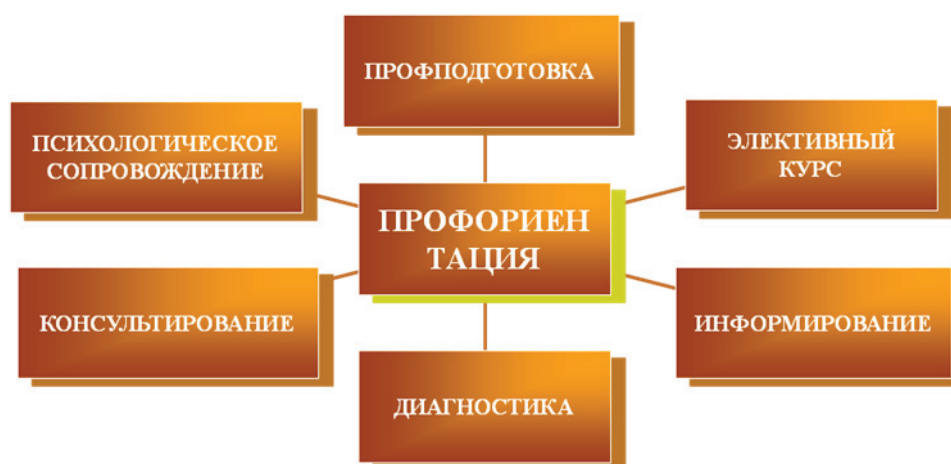 ПРОФПОДГОТОВКА
ПСИХОЛОГИЧЕСКОЕ
СОПРОВОЖДЕНИЕ
ЭЛЕКТИВНЫЙ
КУРС
ПРОФОРИЕН
ТАЦИЯ
КОНСУЛЬТИРОВАНИЕ
ИНФОРМИРОВАНИЕ
ДИАГНОСТИКА